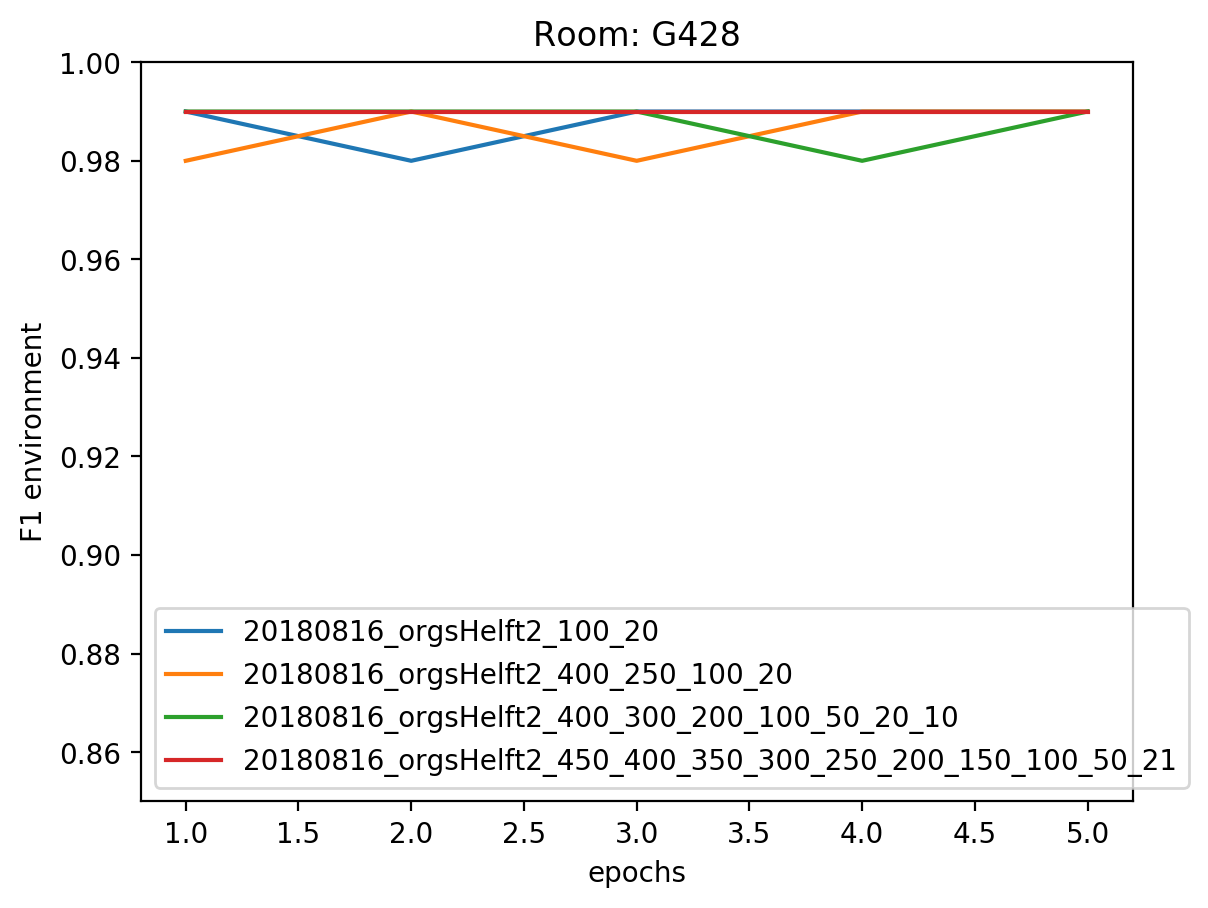 Room: G428
1.00
0.98
0.96
0.94
0.92
0.90
0.88
0.86
F1 environment
20180816_orgsHelft2_100_20
20180816_orgsHelft2_400_250_100_20
20180816_orgsHelft2_400_300_200_100_50_20_10
20180816_orgsHelft2_450_400_350_300_250_200_150_100_50_21
1.0 1.5 2.0 2.5 3.0 3.5 4.0 4.5 5.0
epochs